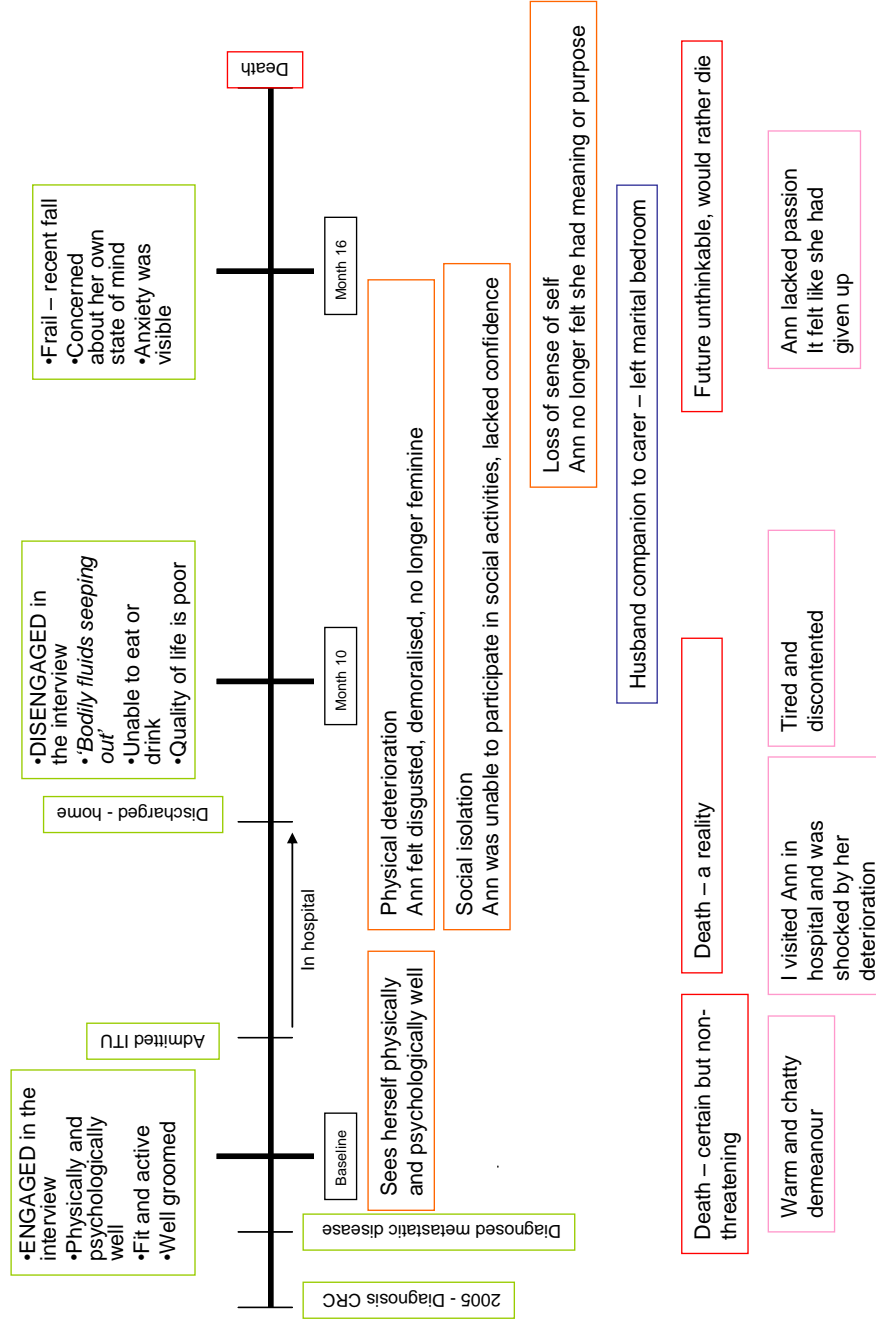 •ENGAGED in the
interview
•Physically and
psychologically
well
•Fit and active
•Well groomed
•DISENGAGED in
the interview
•‘Bodily fluids seeping
out’
•Unable to eat or
drink
•Quality of life is poor
•Frail – recent fall
•Concerned
about her own
state of mind
•Anxiety was
visible
2005 - Diagnosis CRC
Diagnosed metastatic disease
Admitted ITU
Discharged - home
Death
In hospital
Baseline
Month 10
Month 16
Sees herself physically
and psychologically well
Physical deterioration
Ann felt disgusted, demoralised, no longer feminine
Social isolation
Ann was unable to participate in social activities, lacked confidence
Loss of sense of self
Ann no longer felt she had meaning or purpose
Husband companion to carer – left marital bedroom
Death – certain but non-
threatening
Death – a reality
Future unthinkable, would rather die
Warm and chatty
demeanour
I visited Ann in
hospital and was
shocked by her
deterioration
Tired and
discontented
Ann lacked passion
It felt like she had
given up